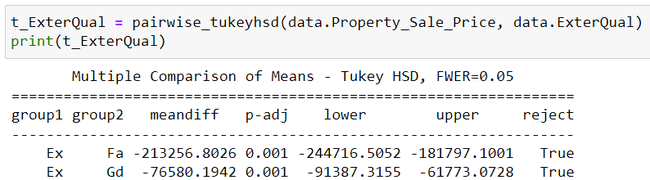 t_ExterQual = pairwise_tukeyhsd(data.Property_Sale_Price, data.ExterQual)
print(t_ExterQual)
Multiple Comparison of Means - Tukey HSD, FWER=0.05
================================================================
group1 group2 meandiff p-adj lower upper reject
----------------------------------------------------------------
Ex Fa -213256.8026 0.001 -244716.5052 -181797.1001 True
Ex Gd -76580.1942 0.001 -91387.3155 -61773.0728 True